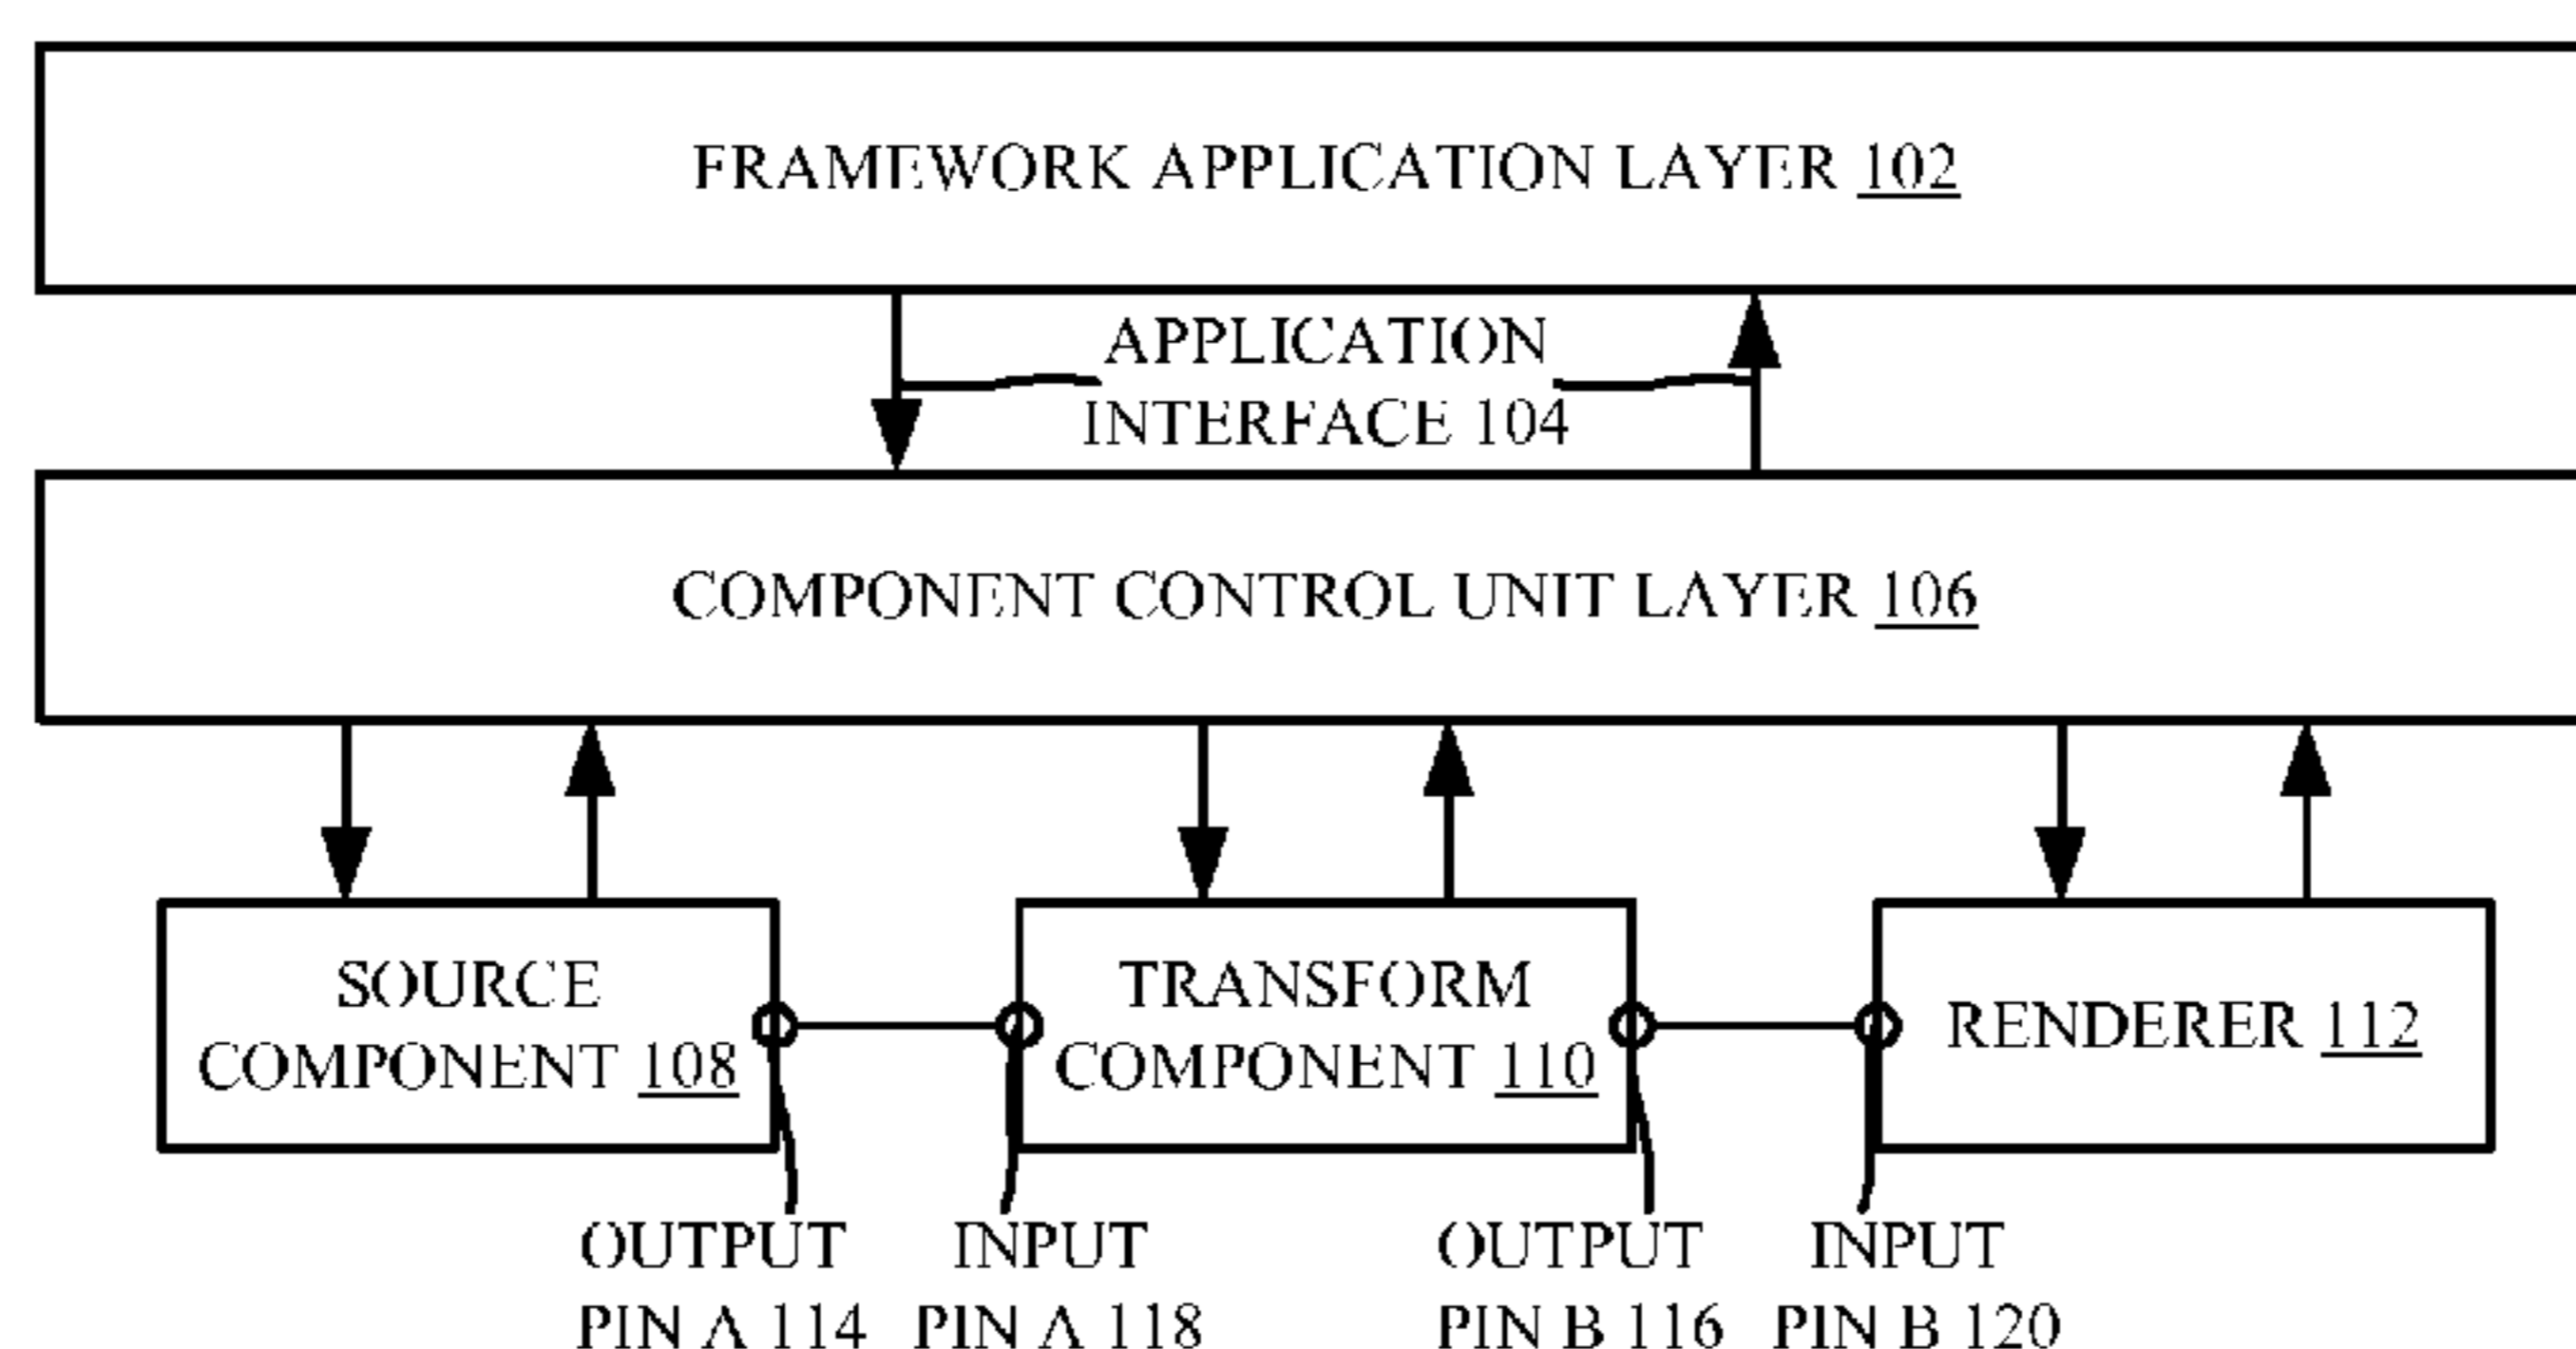 FRAMEWORK APPLICATION LAYER 102
APPLICATION
INTERFACE 104
COMPONENT CONTROL UNIT LAYER 106
SOURCE
COMPONENT 108
TRANSFORM
COMPONENT 110
RENDERER 112
OUTPUT
PIN A 114
INPUT
PIN A 118
OUTPUT
PIN B 116
INPUT
PIN B 120